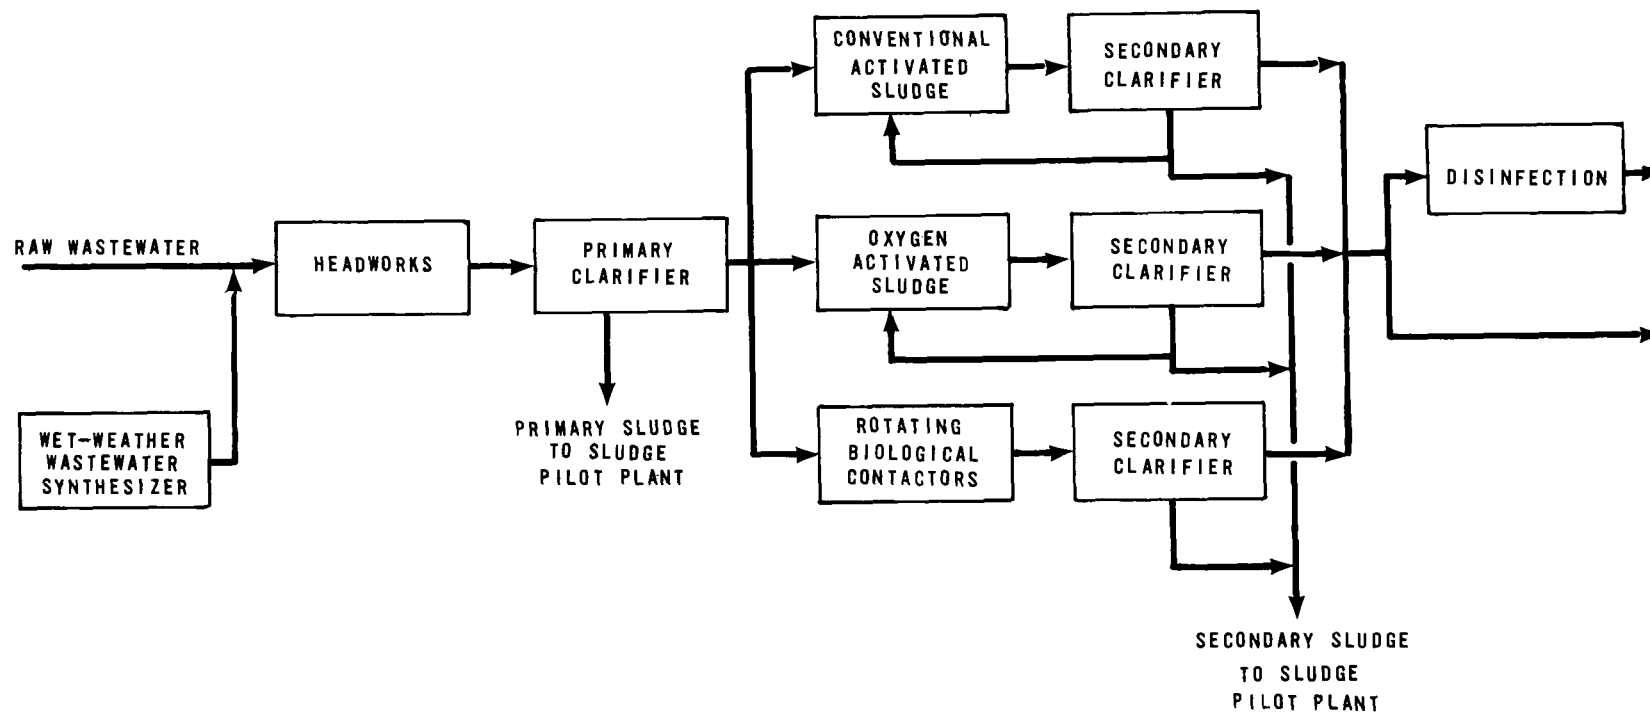 CONVENTIONAL
ACTIVATED
SLUDGE
SECONDARY
CLARIFIER
DISINFECTION
RAW WASTEWATER
HEADWORKS
PRIMARY
CLARIFIER
OXYGEN
ACTIVATED
SLUDGE
SECONDARY
CLARIFIER
WET-WEATHER
WASTEWATER
SYNTHESIZER
PRIMARY SLUDGE
TO SLUDGE
PILOT PLANT
ROTATING
BIOLOGICAL
CONTACTORS
SECONDARY
CLARIFIER
SECONDARY SLUDGE
TO SLUDGE
PILOT PLANT